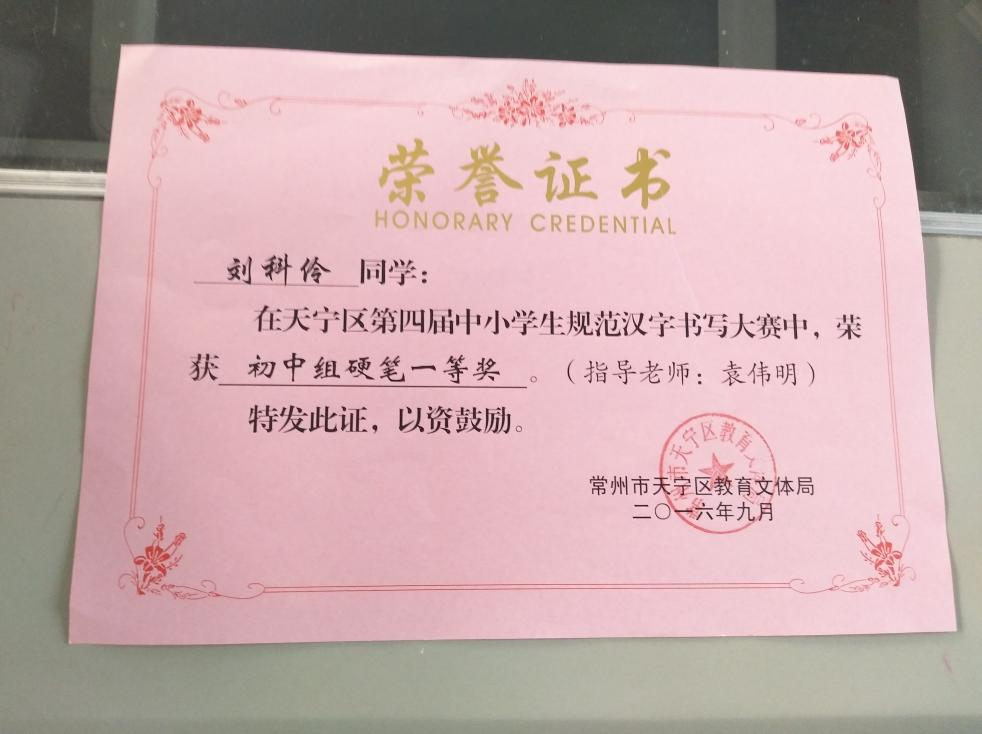 荣誉证书
HONORARY CREDENTIAL
刘科伶 同学：
在天宁区第四届中小学生规范汉字书写大赛中，荣
获 初中组硬笔一等奖 。（指导老师：袁伟明）
特发此证，以资鼓励。
常州市天宁区教育文体局
二〇一六年九月